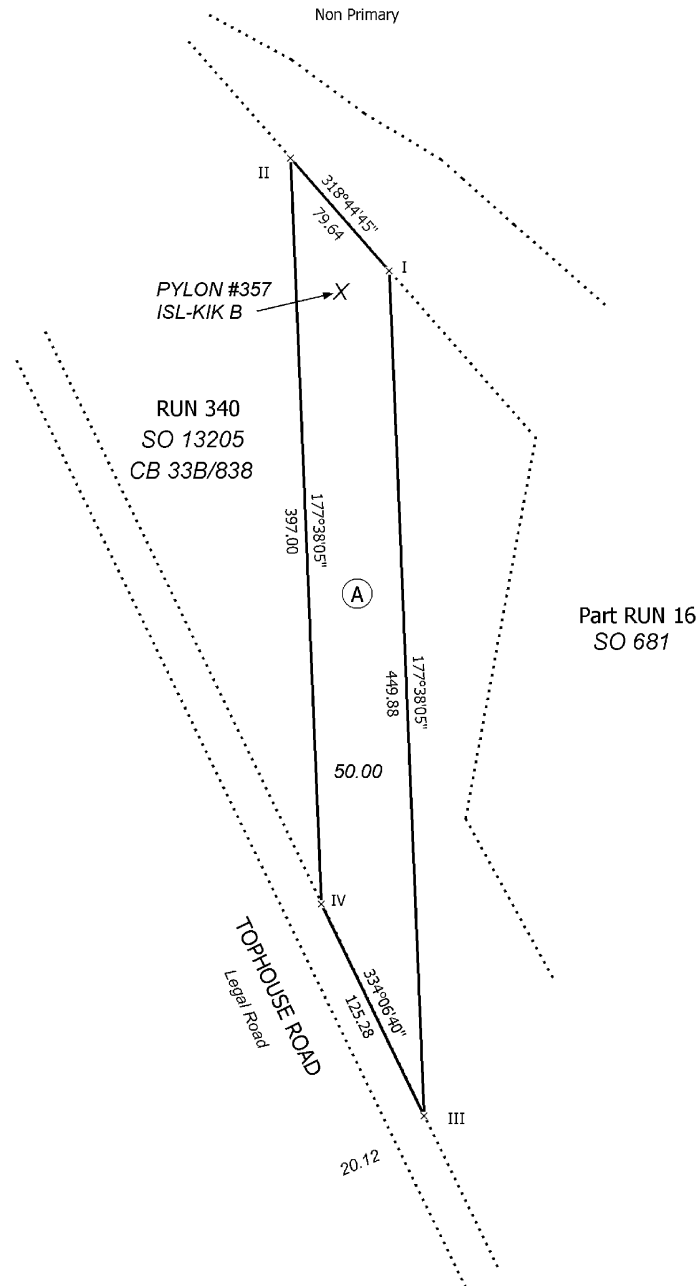 Non Primary
II
318°44'45"
79.64
I
PYLON #357
ISL-KIK B
X
RUN 340
SO 13205
CB 33B/838
177°38'05"
397.00
A
Part RUN 16
SO 681
177°38'05"
449.88
50.00
IV
TOPHOUSE ROAD
Legal Road
334°06'40"
125.28
III
20.12